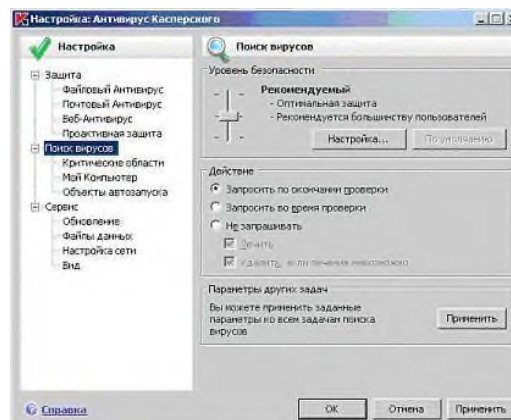 Настройка: Антивирус Касперского
Настройка
Защита
Файловый Антивирус
Почтовый Антивирус
Веб-Антивирус
Проактивная защита
Поиск вирусов
Критические области
Мой Компьютер
Объекты автозапуска
Сервис
Обновление
Файлы данных
Настройка сети
Вид
Поиск вирусов
Уровень безопасности
Рекомендуемый
- Оптимальная защита
- Рекомендуется большинству пользователей
Настройка... По умолчанию
Действие
Запросить по окончании проверки
Запросить во время проверки
Не запрашивать
Лечить
Удалить, если лечение невозможно
Параметры других задач
Вы можете применить заданные
параметры ко всем задачам поиска
вирусов
Применить
Справка
ОК Отмена Применить